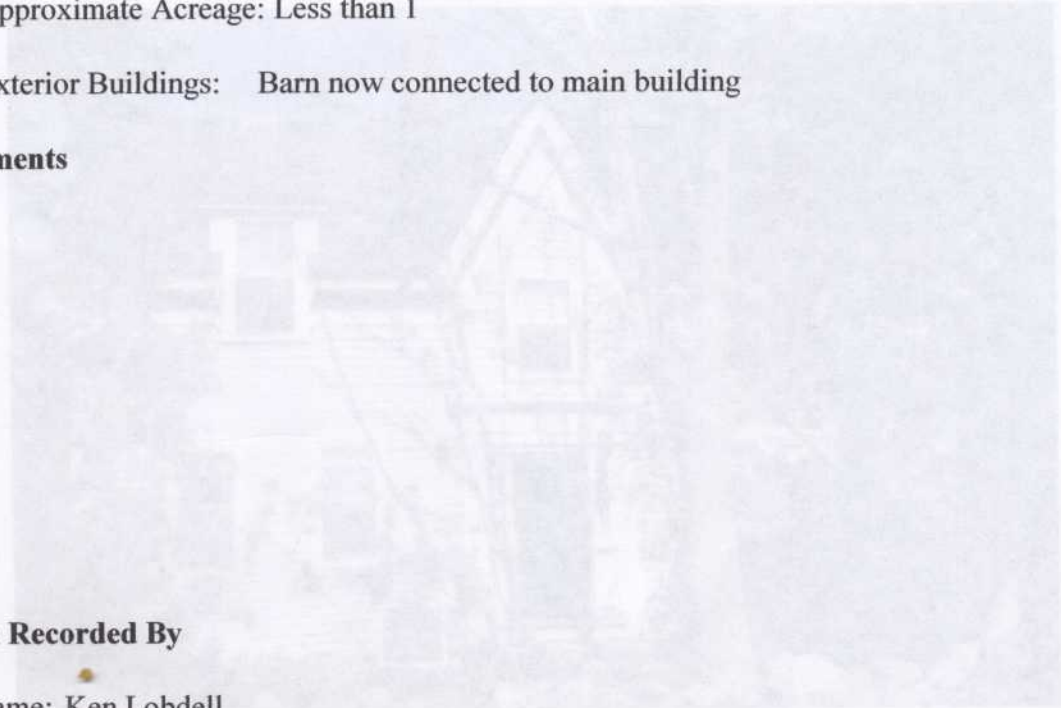 pproximate Acreage: Less than 1
xterior Buildings: Barn now connected to main building
nents
Recorded By
ame: Ken Lobdell